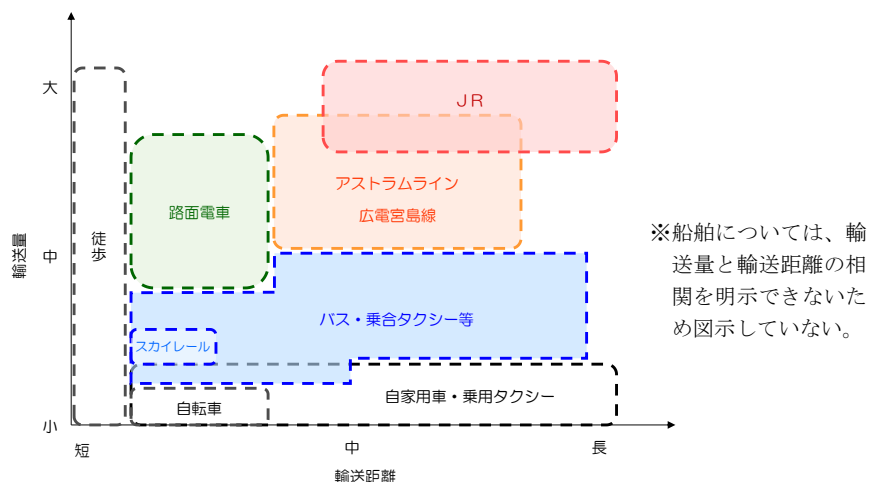 大
ＪＲ
アストラムライン
広電宮島線
路面電車
徒歩
輸送量
中
※船舶については、輸
送量と輸送距離の相
関を明示できないた
め図示していない。
バス・乗合タクシー等
スカイレール
自家用車・乗用タクシー
自転車
小
短
中
長
輸送距離